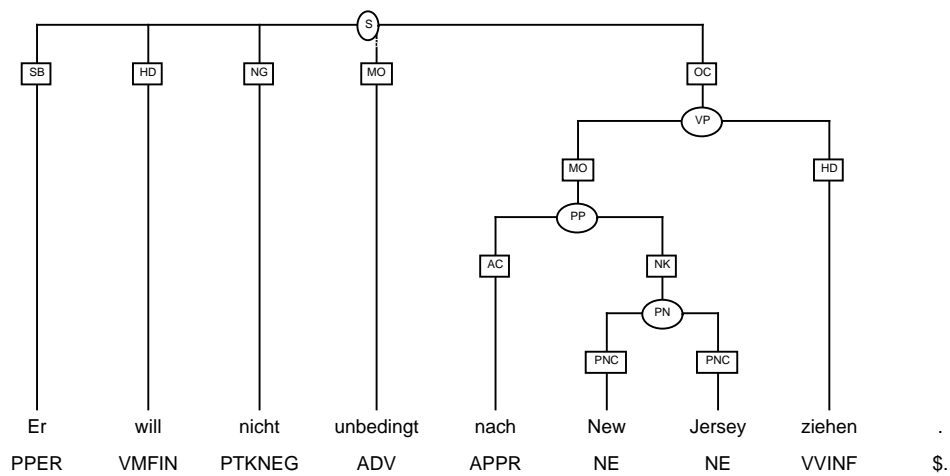 S
SB HD NG MO OC
VP
MO HD
PP
AC NK
PN
PNC PNC
Er will nicht unbedingt nach New Jersey ziehen .
PPER VMFIN PTKNEG ADV APPR NE NE VVINF $.